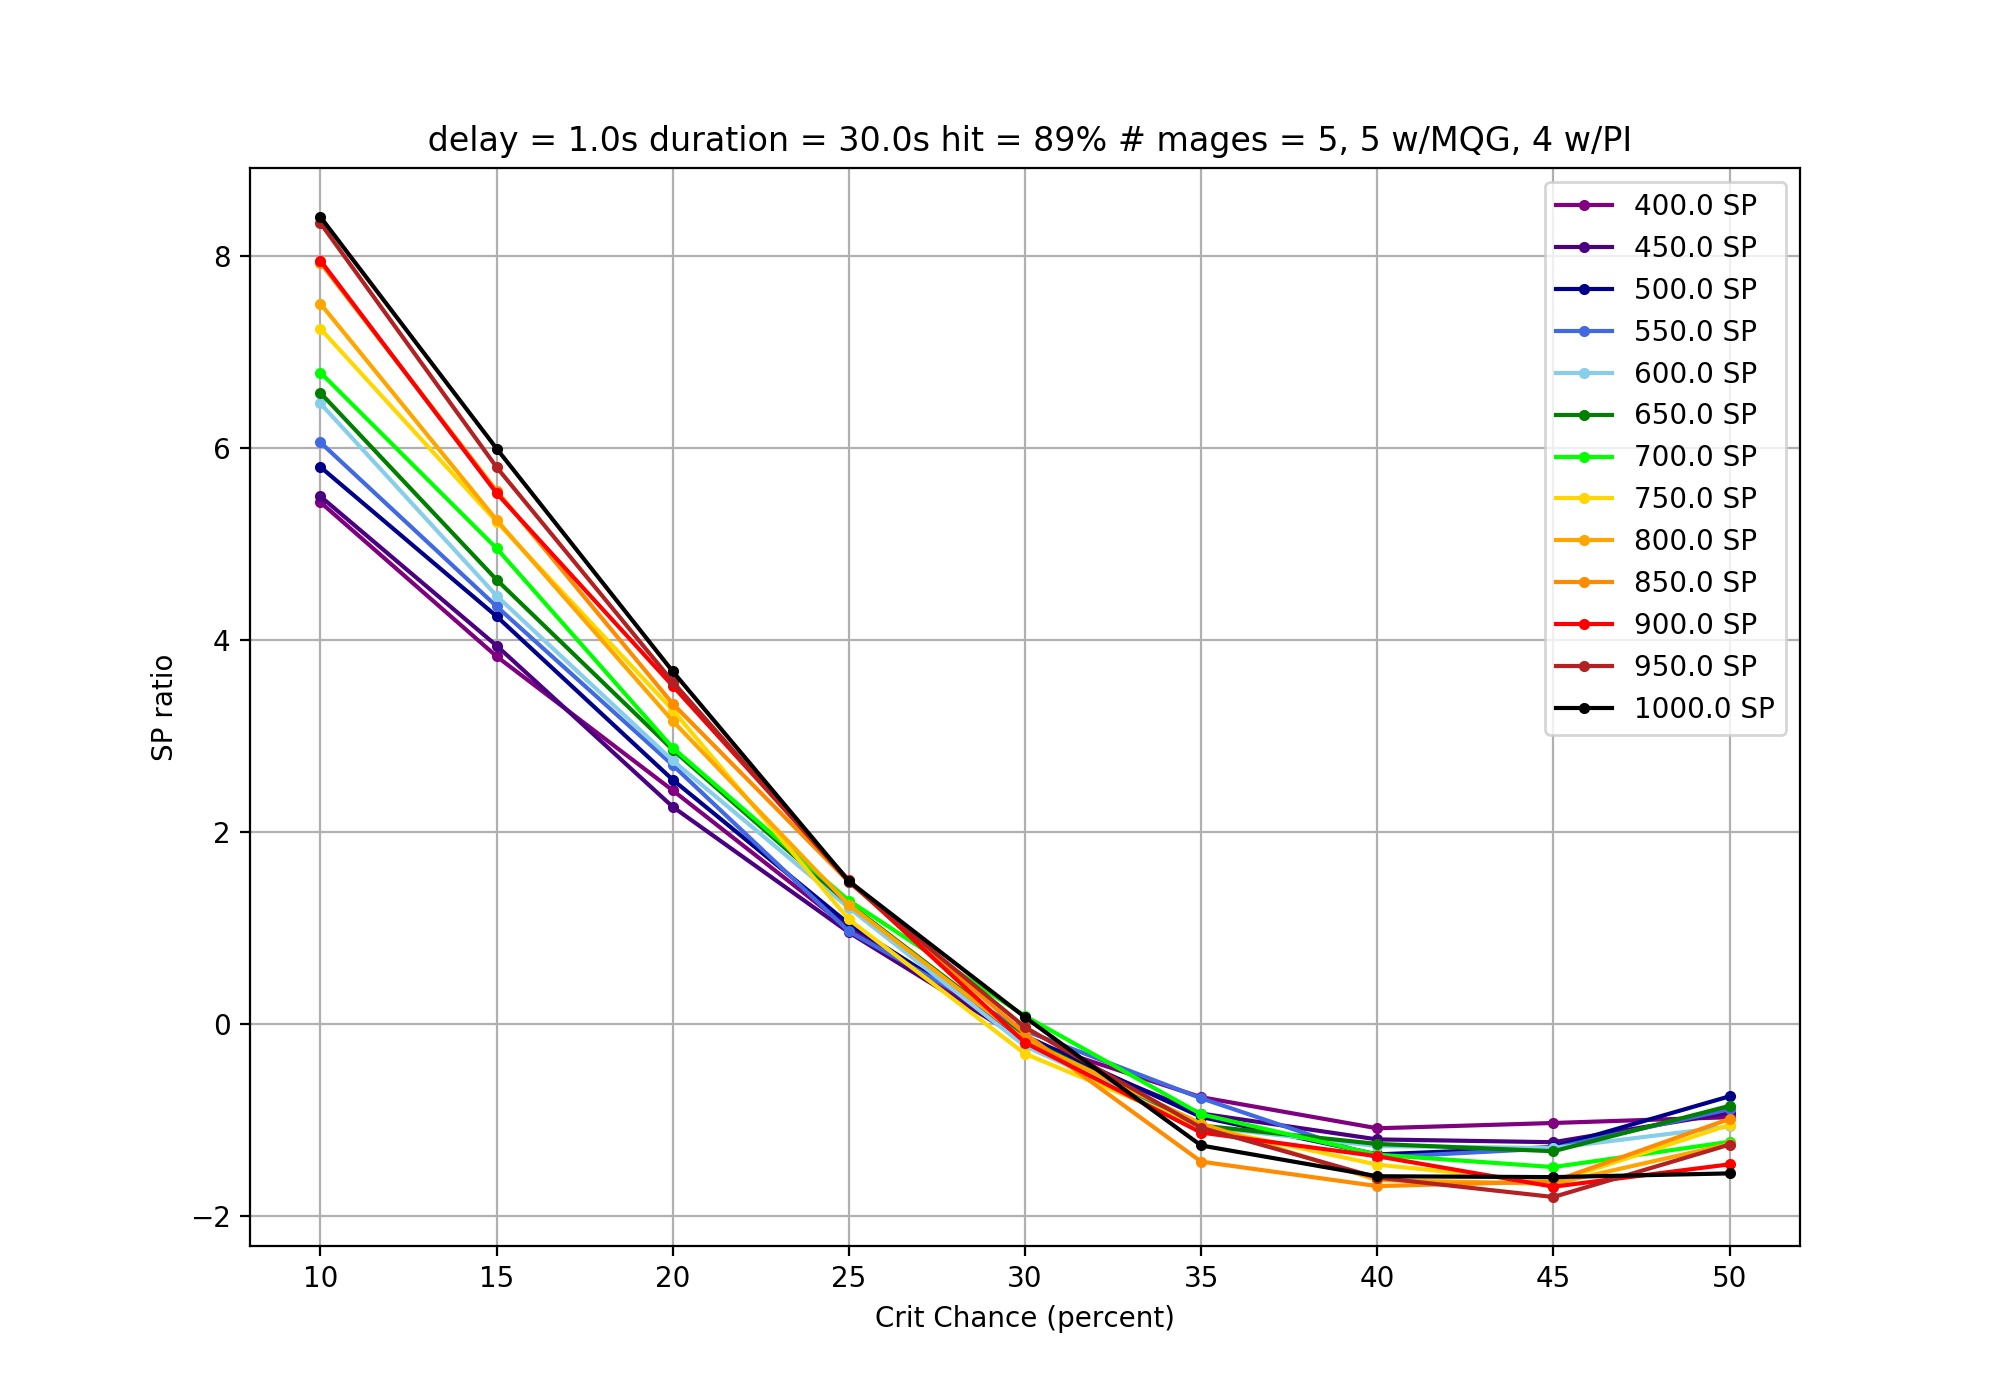 delay = 1.0s duration = 30.0s hit = 89% # mages = 5, 5 w/MQG, 4 w/PI
8
6
4
2
0
−2
SP ratio
400.0 SP
450.0 SP
500.0 SP
550.0 SP
600.0 SP
650.0 SP
700.0 SP
750.0 SP
800.0 SP
850.0 SP
900.0 SP
950.0 SP
1000.0 SP
10 15 20 25 30 35 40 45 50
Crit Chance (percent)